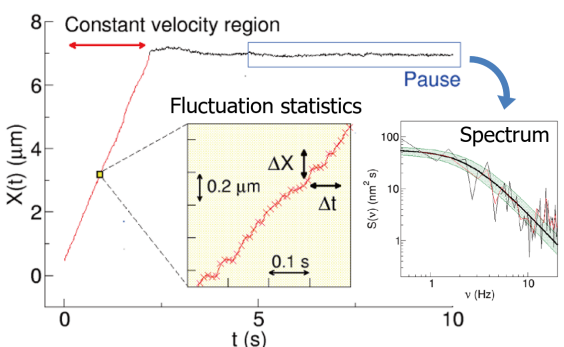 Constant velocity region
8
6
4
2
0
X(t) (μm)
Pause
Fluctuation statistics
ΔX
0.2 μm
Δt
0.1 s
Spectrum
100
10
1
S(ν) (nm² s)
1
10
ν (Hz)
0
5
10
t (s)